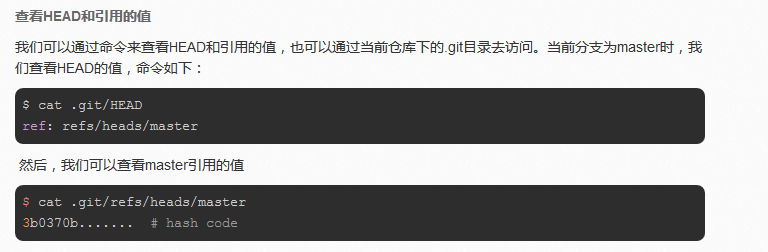 查看HEAD和引用的值
我们可以通过命令来查看HEAD和引用的值，也可以通过当前仓库下的.git目录去访问。当前分支为master时，我
们查看HEAD的值，命令如下：
$ cat .git/HEAD
ref: refs/heads/master
然后，我们可以查看master引用的值
$ cat .git/refs/heads/master
3b0370b.......  # hash code